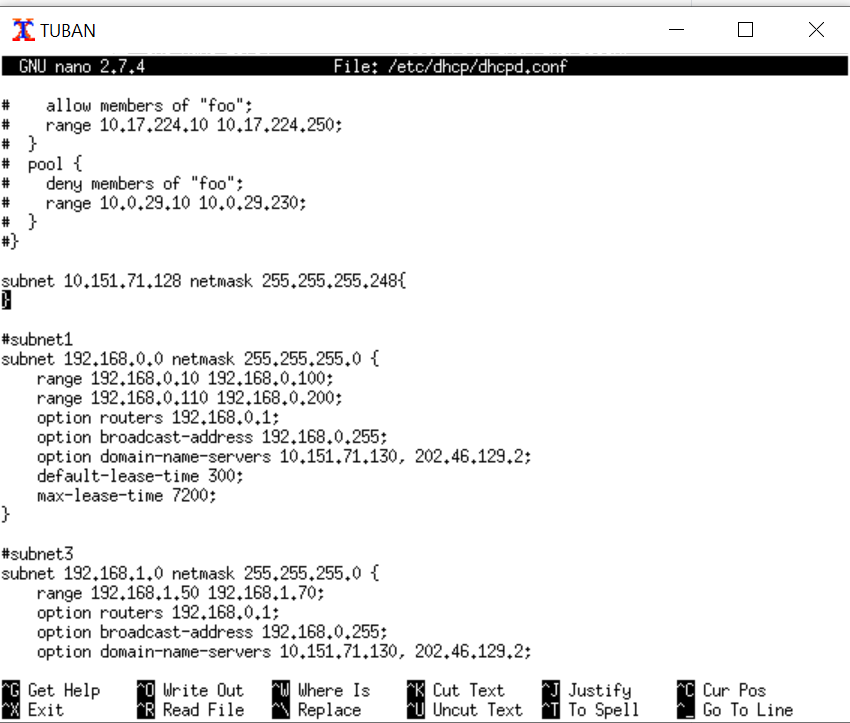 TUBAN
GNU nano 2.7.4 File: /etc/dhcp/dhcpd.conf
#    allow members of "foo";
#    range 10.17.224.10 10.17.224.250;
#  }
#  pool {
#    deny members of "foo";
#    range 10.0.29.10 10.0.29.230;
#  }
#}
subnet 10.151.71.128 netmask 255.255.255.248{
}
#subnet1
subnet 192.168.0.0 netmask 255.255.255.0 {
    range 192.168.0.10 192.168.0.100;
    range 192.168.0.110 192.168.0.200;
    option routers 192.168.0.1;
    option broadcast-address 192.168.0.255;
    option domain-name-servers 10.151.71.130, 202.46.129.2;
    default-lease-time 300;
    max-lease-time 7200;
}
#subnet3
subnet 192.168.1.0 netmask 255.255.255.0 {
    range 192.168.1.50 192.168.1.70;
    option routers 192.168.0.1;
    option broadcast-address 192.168.0.255;
    option domain-name-servers 10.151.71.130, 202.46.129.2;
^G Get Help ^O Write Out ^W Where Is ^K Cut Text ^J Justify ^C Cur Pos
^X Exit ^R Read File ^\ Replace ^U Uncut Text ^T To Spell ^_ Go To Line